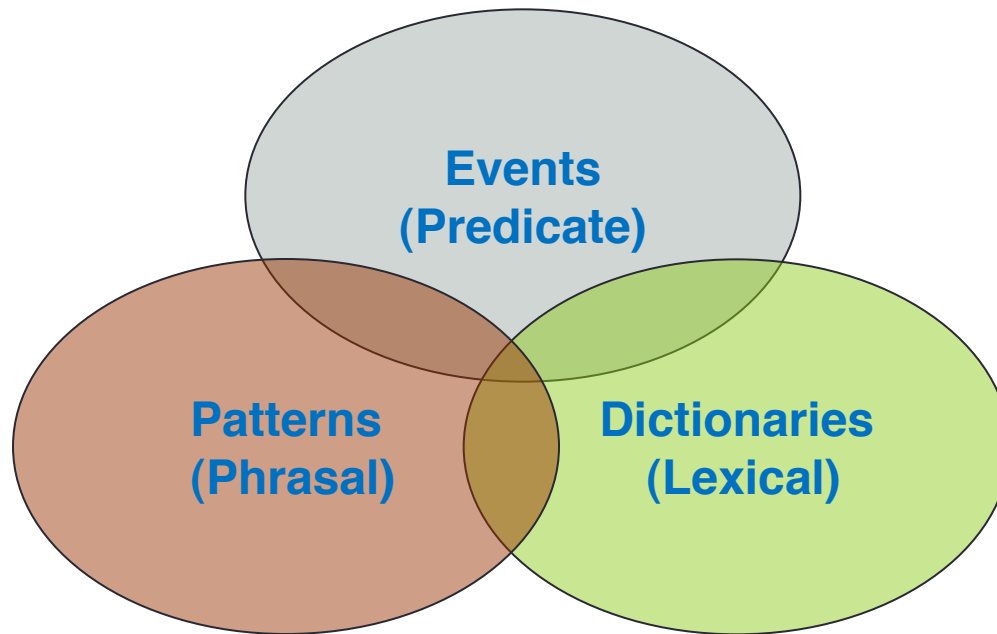 Events
(Predicate)
Patterns
(Phrasal)
Dictionaries
(Lexical)